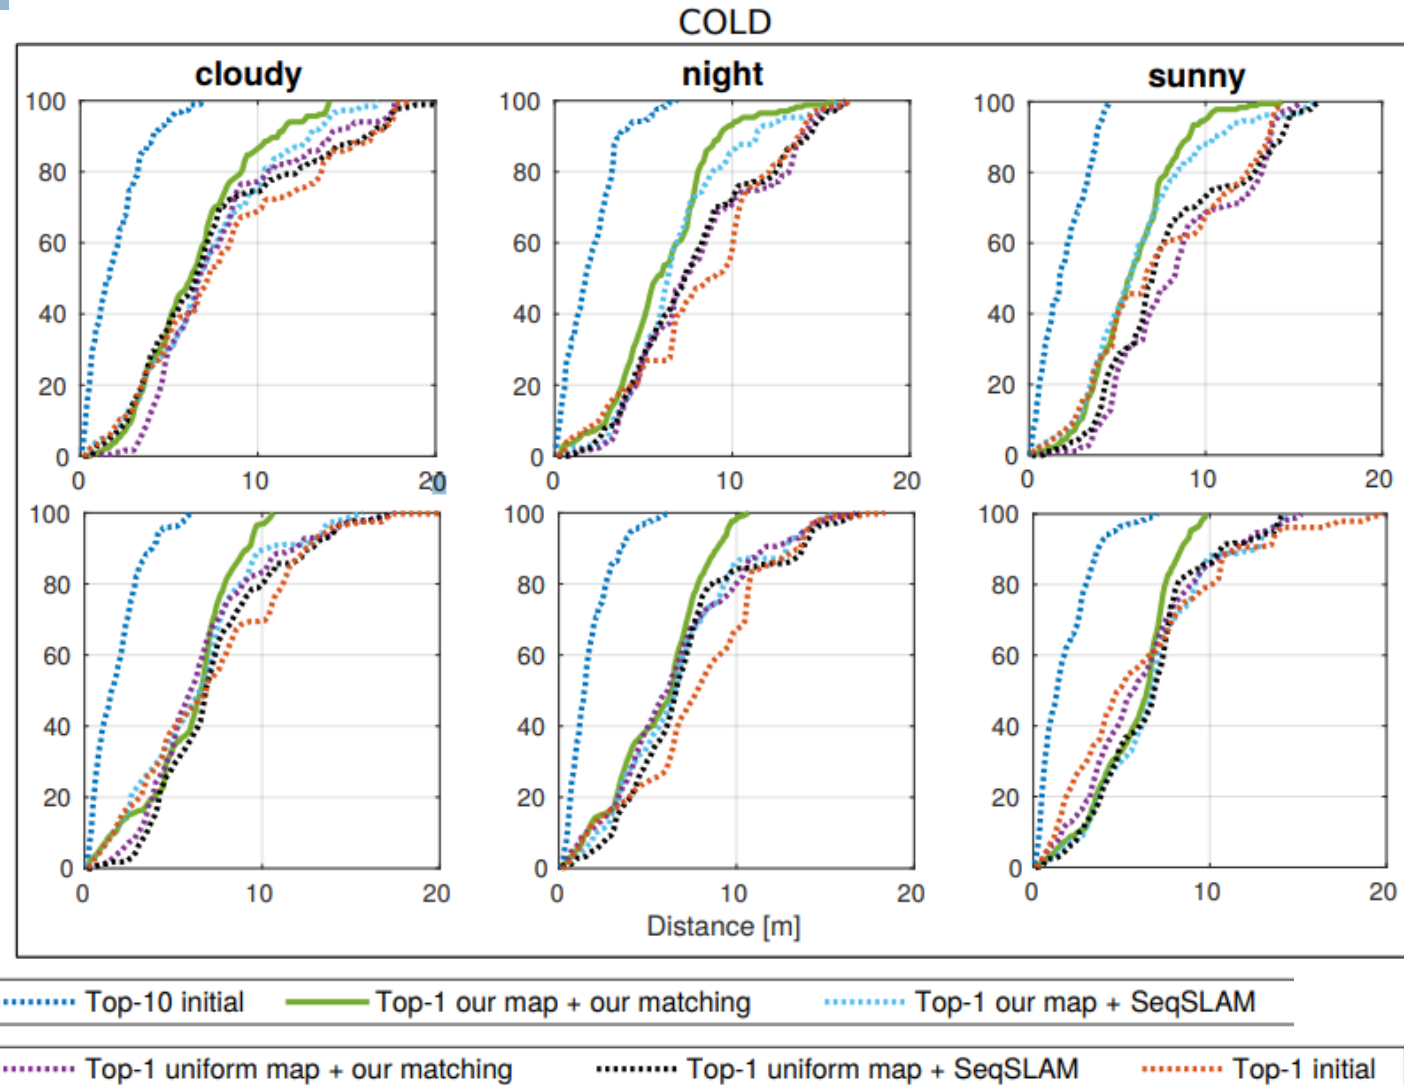 COLD
cloudy night sunny
100 100 100
80 80 80
60 60 60
40 40 40
20 20 20
0 0 0
0 10 20 0 10 20 0 10 20
100 100 100
80 80 80
60 60 60
40 40 40
20 20 20
0 0 0
0 10 20 0 10 20 0 10 20
Distance [m]
Top-10 initial Top-1 our map + our matching Top-1 our map + SeqSLAM
Top-1 uniform map + our matching Top-1 uniform map + SeqSLAM Top-1 initial